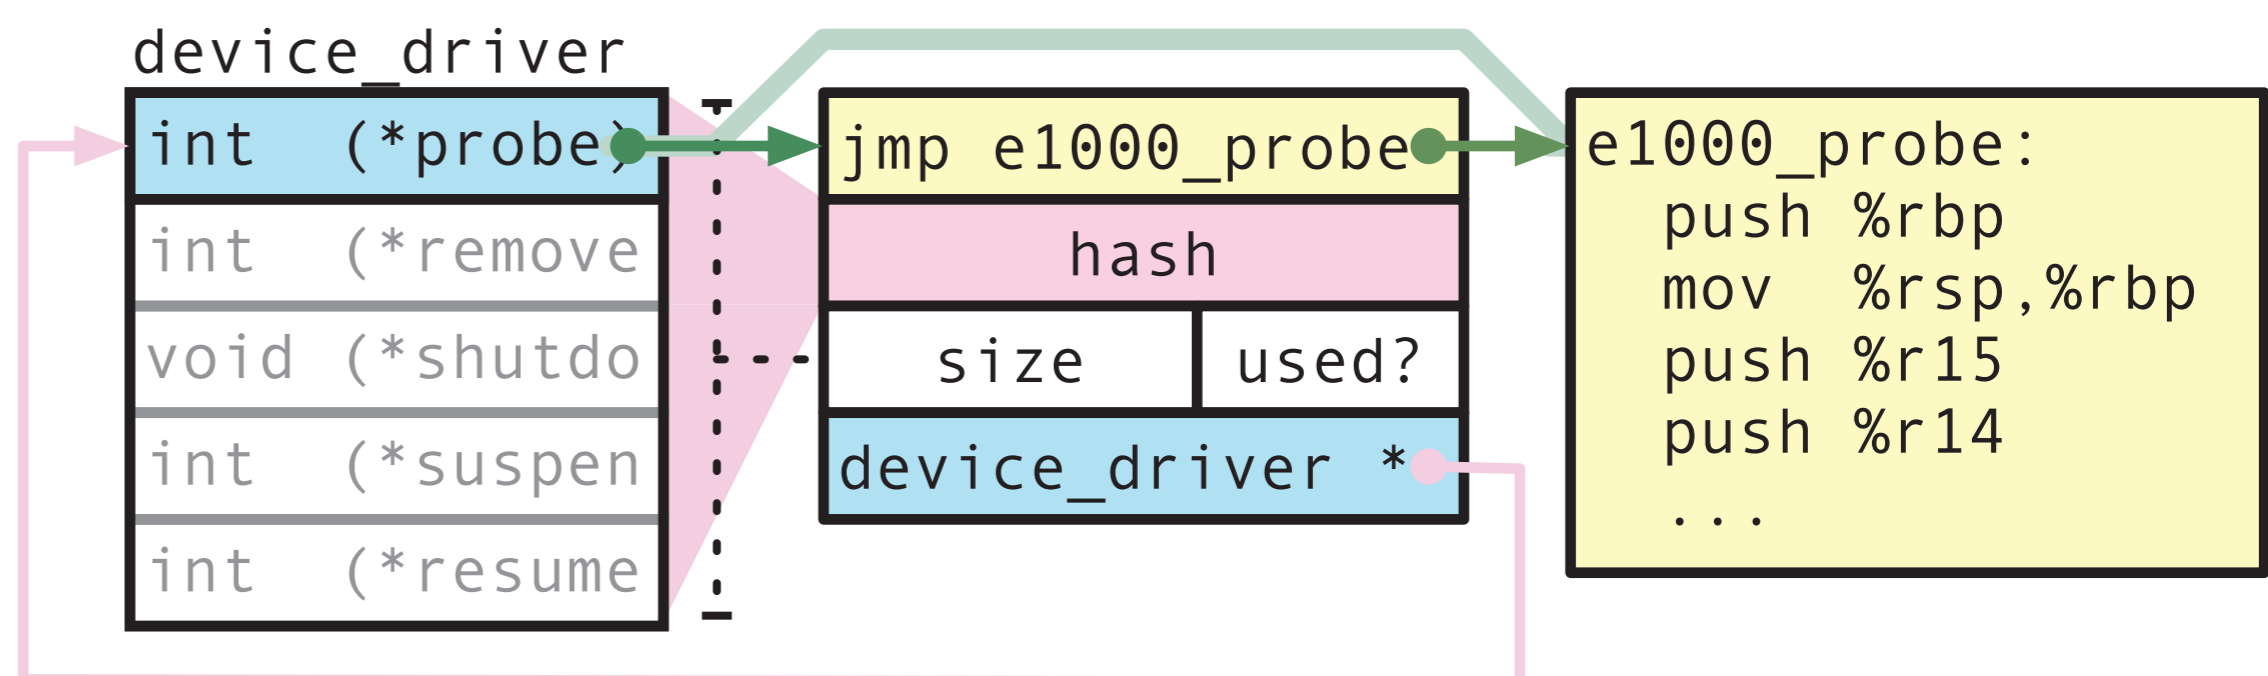 device_driver
int (*probe)
int (*remove
void (*shutdo
int (*suspen
int (*resume
jmp e1000_probe
hash
size used?
device_driver *
e1000_probe:
push %rbp
mov %rsp,%rbp
push %r15
push %r14
...